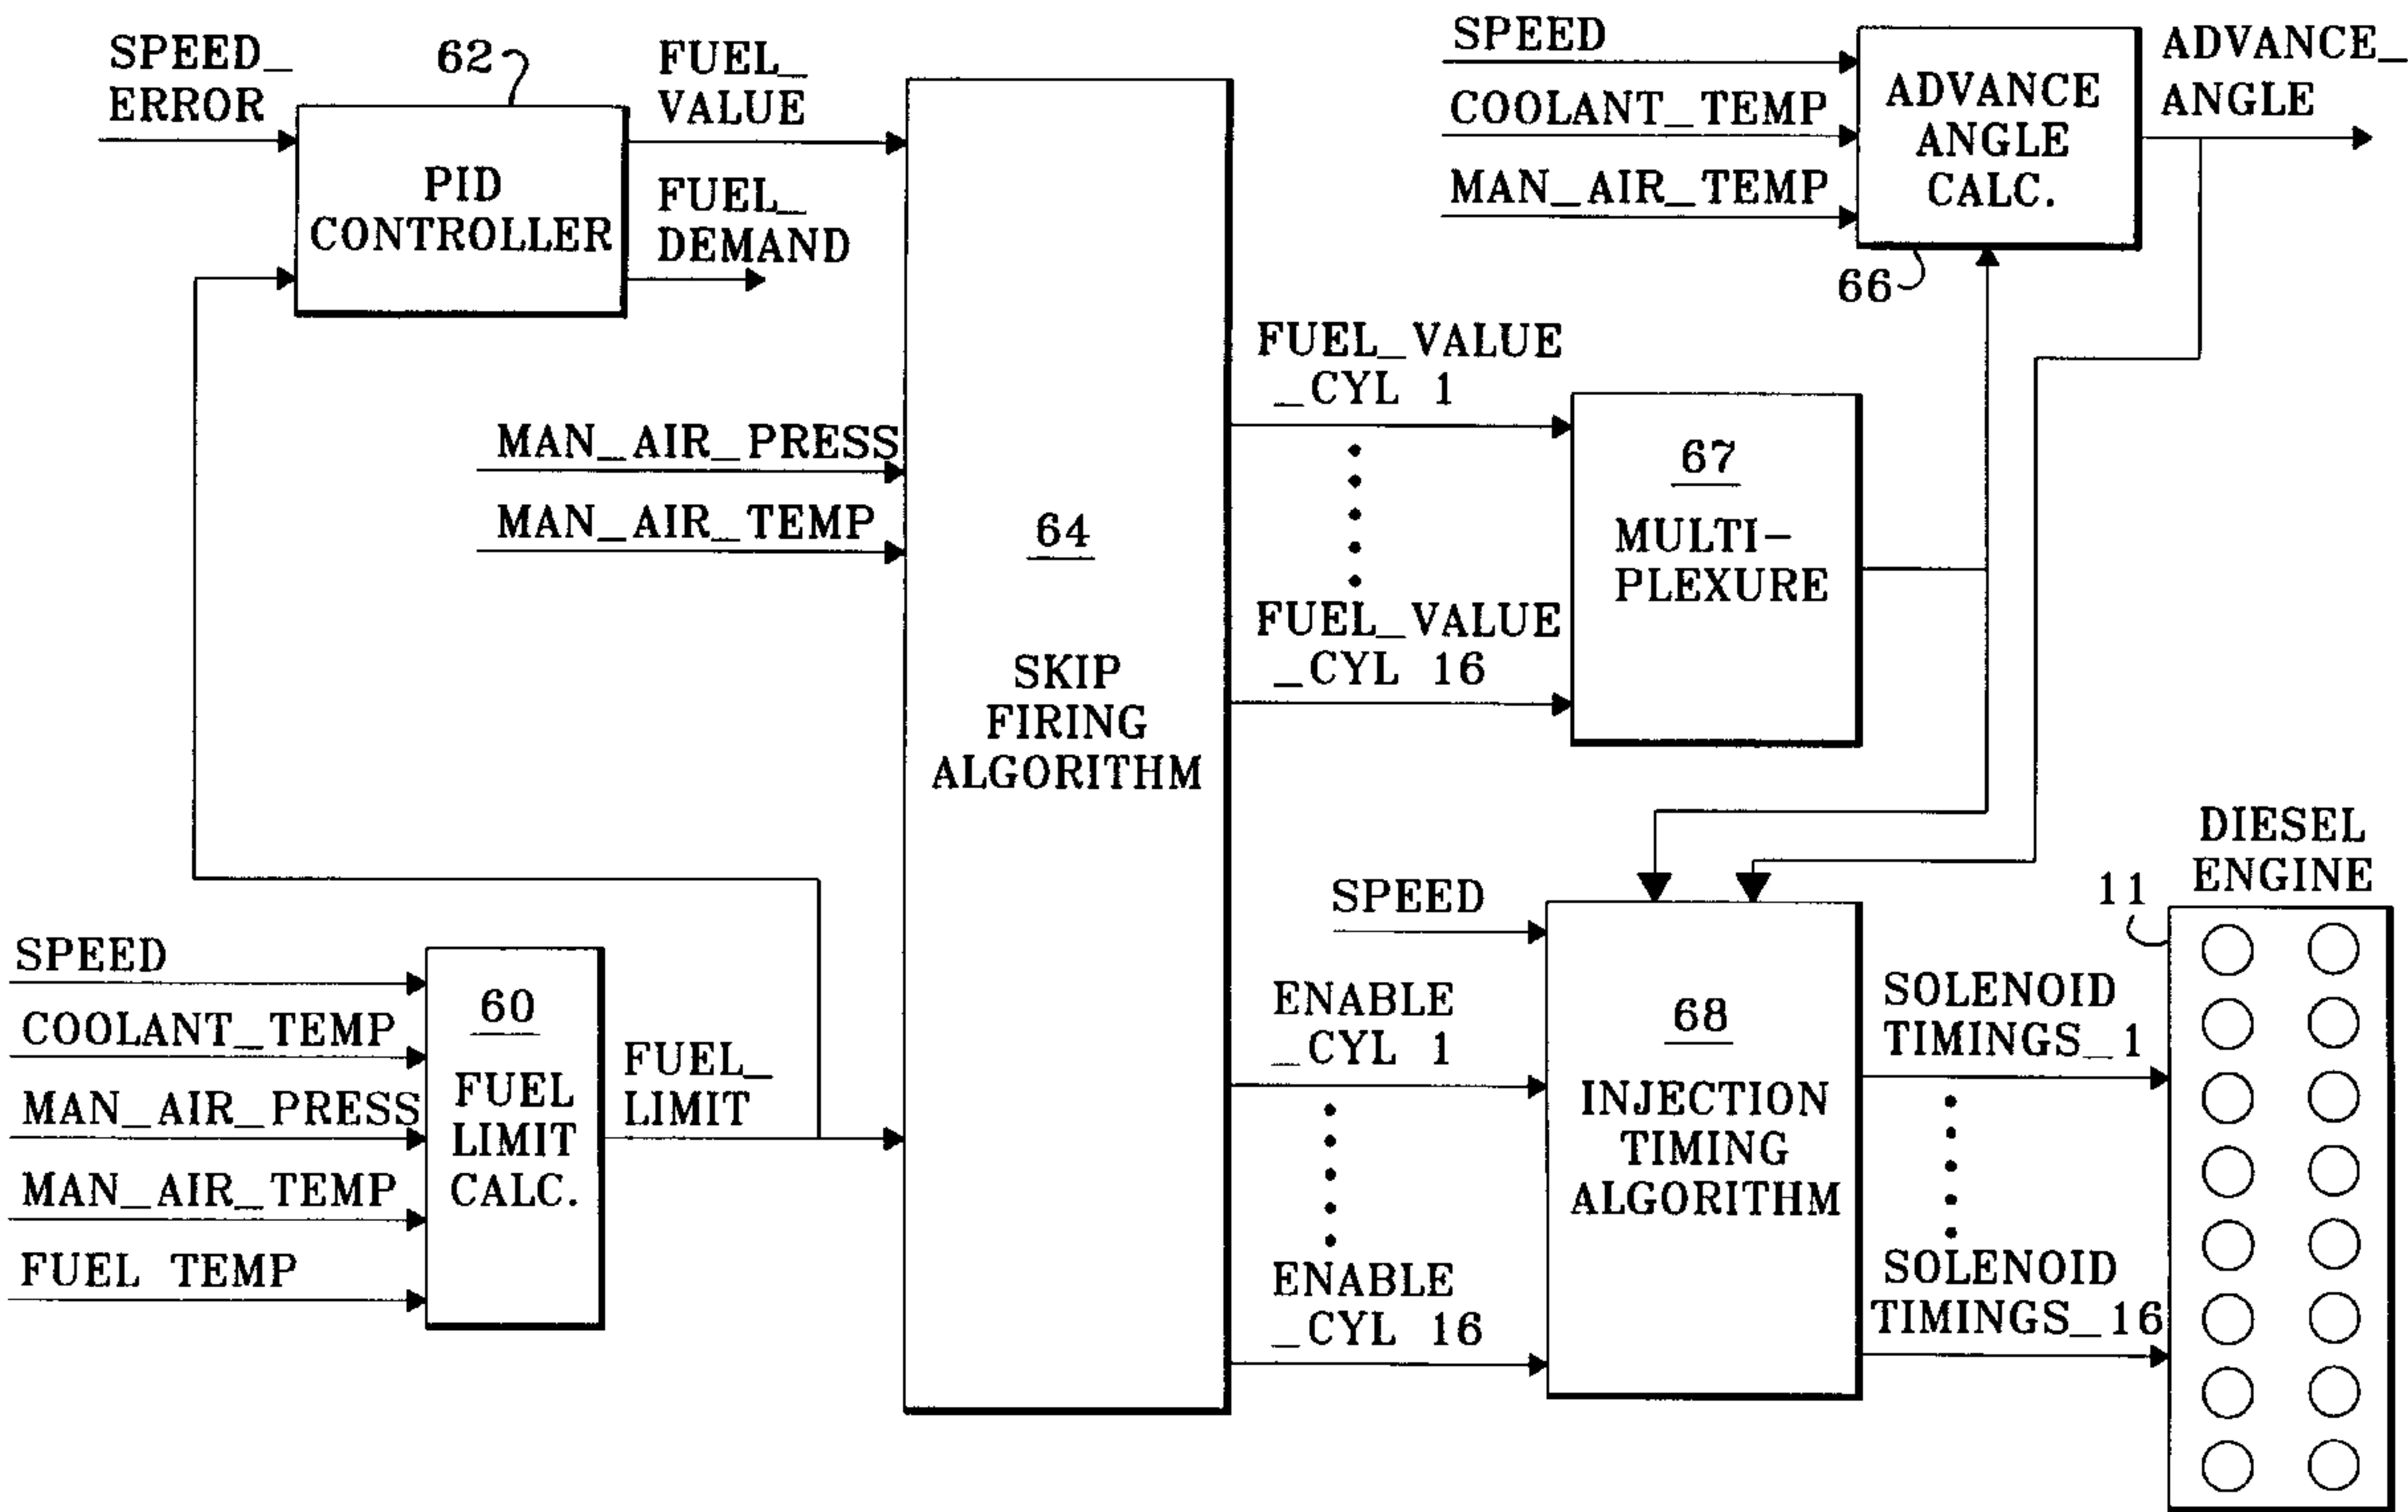 SPEED_
ERROR
62
PID
CONTROLLER
FUEL_
VALUE
FUEL_
DEMAND
MAN_AIR_PRESS
MAN_AIR_TEMP
SPEED
COOLANT_TEMP
MAN_AIR_PRESS
MAN_AIR_TEMP
FUEL TEMP
60
FUEL
LIMIT
CALC.
FUEL_
LIMIT
64
SKIP
FIRING
ALGORITHM
SPEED
COOLANT_TEMP
MAN_AIR_TEMP
ADVANCE
ANGLE
CALC.
66
ADVANCE_
ANGLE
FUEL_VALUE
_CYL 1
FUEL_VALUE
_CYL 16
67
MULTI-
PLEXURE
SPEED
ENABLE
_CYL 1
ENABLE
_CYL 16
68
INJECTION
TIMING
ALGORITHM
SOLENOID
TIMINGS_1
SOLENOID
TIMINGS_16
DIESEL
ENGINE
11